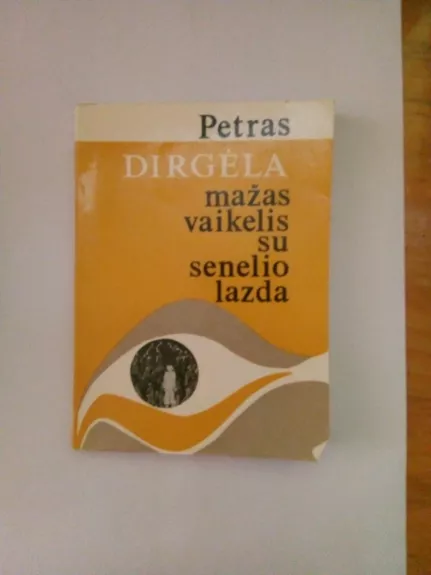 Petras
DIRGĖLA
mažas
vaikelis
su
senelio
lazda